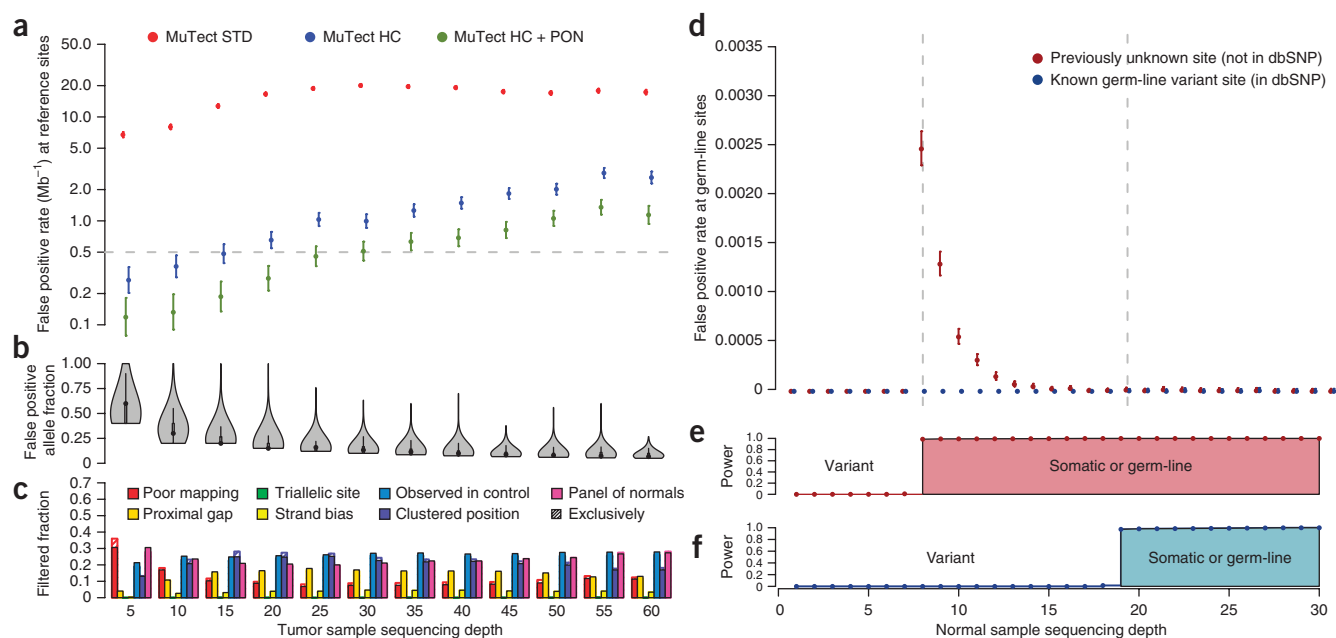 a
MuTect STD
MuTect HC
MuTect HC + PON
False positive rate (Mb⁻¹) at reference sites
50.0
20.0
10.0
5.0
2.0
1.0
0.5
0.2
0.1
b
False positive
allele fraction
1.00
0.75
0.50
0.25
0
c
Filtered fraction
0.7
0.6
0.5
0.4
0.3
0.2
0.1
0
Poor mapping
Triallelic site
Observed in control
Panel of normals
Proximal gap
Strand bias
Clustered position
Exclusively
5 10 15 20 25 30 35 40 45 50 55 60
Tumor sample sequencing depth
d
False positive rate at germ-line sites
0.0035
0.0030
0.0025
0.0020
0.0015
0.0010
0.0005
0
Previously unknown site (not in dbSNP)
Known germ-line variant site (in dbSNP)
e
Power
1.0
0.8
0.6
0.4
0.2
0
Variant
Somatic or germ-line
f
Power
1.0
0.8
0.6
0.4
0.2
0
Variant
Somatic or germ-line
0 5 10 15 20 25 30
Normal sample sequencing depth